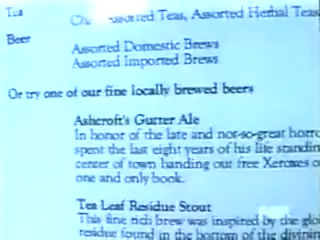 Tea
Assorted Teas, Assorted Herbal Teas
Beer
Assorted Domestic Brews
Assorted Imported Brews
Or try one of our fine locally brewed beers
Ashcroft's Gutter Ale
In honor of the late and not-so-great horro
spent the last eight years of his life standin
center of town handing out free Xeroxes o
one and only book.
Tea Leaf Residue Stout
This fine rich brew was inspired by the glo
residue found in the bottom of the divinin